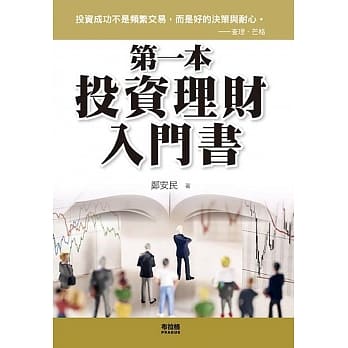 投資成功不是頻繁交易，而是好的決策與耐心。
——查理·芒格
第一本
投資理財
入門書
鄭安民 著
布拉格
PRAGUE